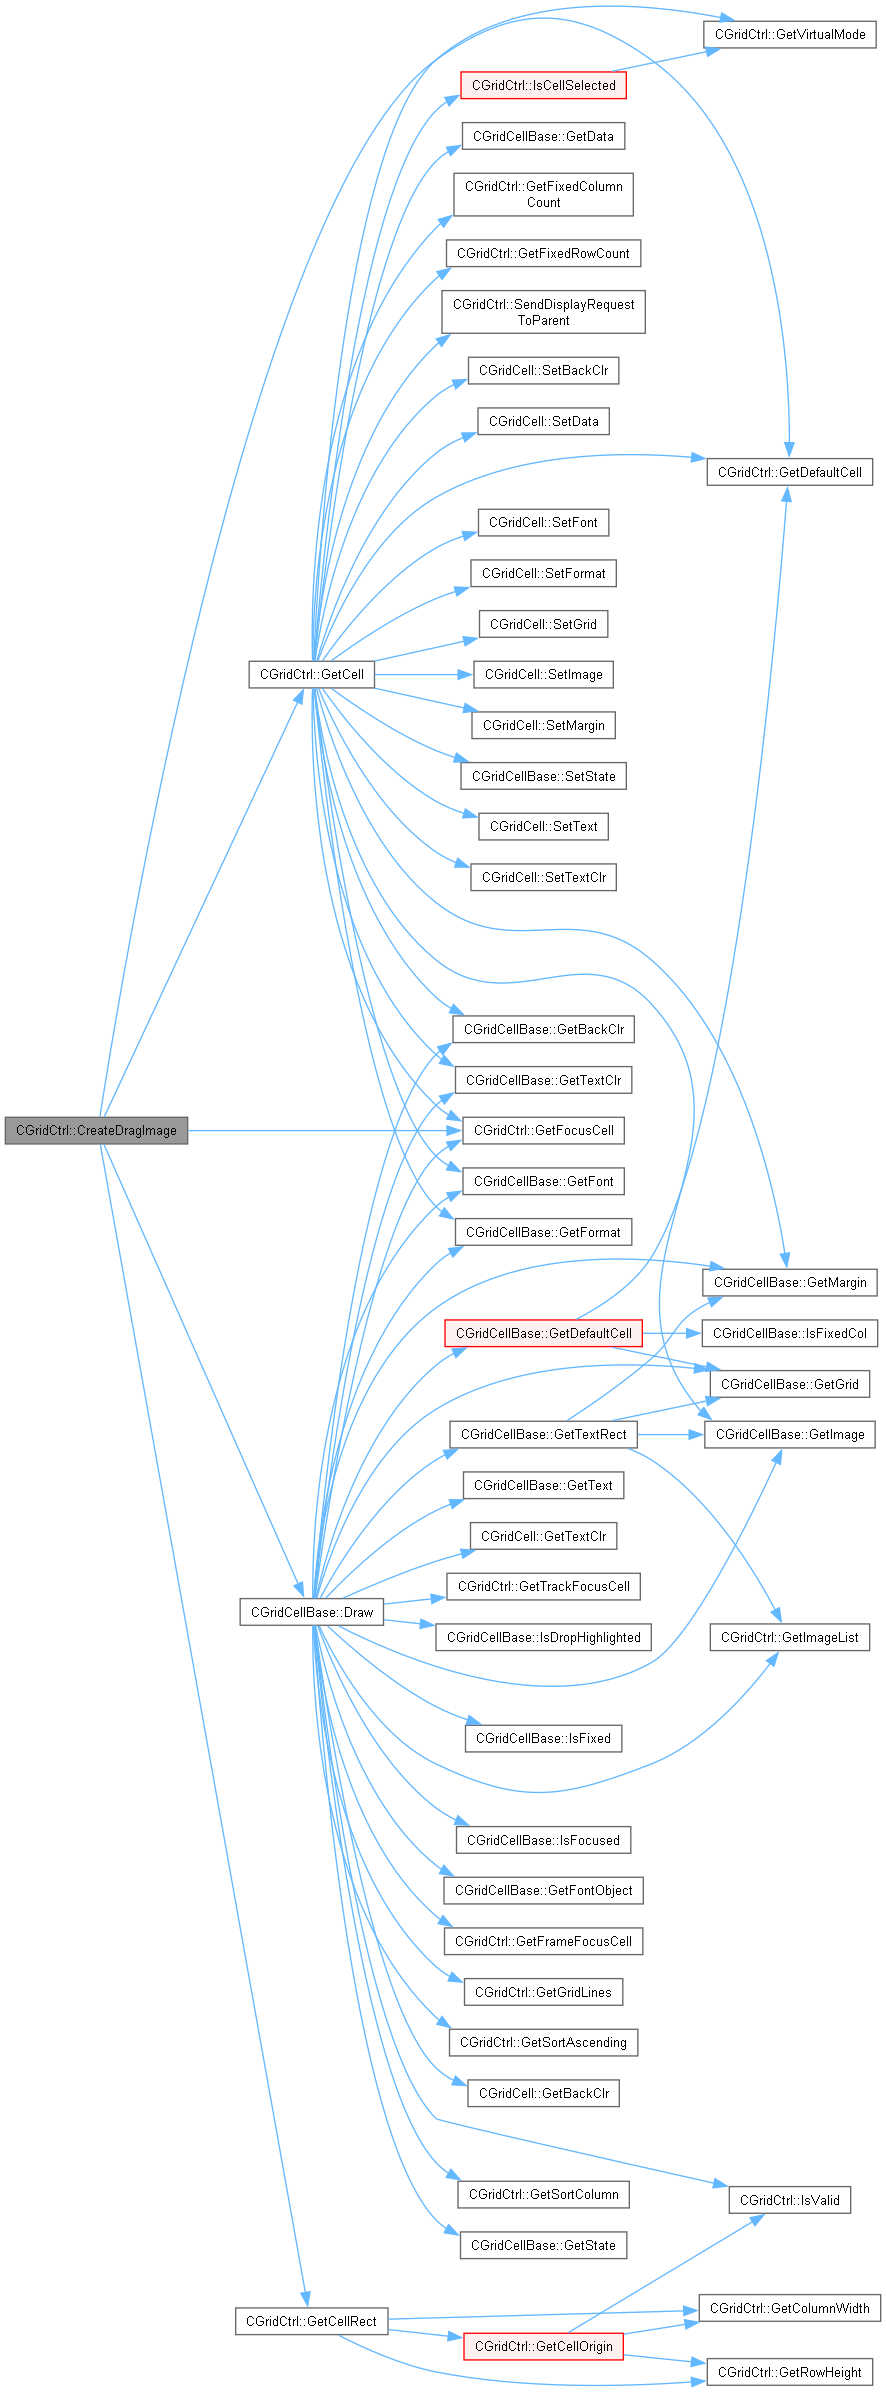 CGridCtrl::GetVirtualMode
CGridCtrl::IsCellSelected
CGridCellBase::GetData
CGridCtrl::GetFixedColumn
Count
CGridCtrl::GetFixedRowCount
CGridCtrl::SendDisplayRequest
ToParent
CGridCell::SetBackClr
CGridCell::SetData
CGridCtrl::GetDefaultCell
CGridCell::SetFont
CGridCell::SetFormat
CGridCell::SetGrid
CGridCtrl::GetCell
CGridCell::SetImage
CGridCell::SetMargin
CGridCellBase::SetState
CGridCell::SetText
CGridCell::SetTextClr
CGridCellBase::GetBackClr
CGridCellBase::GetTextClr
CGridCtrl::CreateDragImage
CGridCtrl::GetFocusCell
CGridCellBase::GetFont
CGridCellBase::GetFormat
CGridCellBase::GetMargin
CGridCellBase::GetDefaultCell
CGridCellBase::IsFixedCol
CGridCellBase::GetGrid
CGridCellBase::GetTextRect
CGridCellBase::GetImage
CGridCellBase::GetText
CGridCell::GetTextClr
CGridCtrl::GetTrackFocusCell
CGridCellBase::Draw
CGridCellBase::IsDropHighlighted
CGridCtrl::GetImageList
CGridCellBase::IsFixed
CGridCellBase::IsFocused
CGridCellBase::GetFontObject
CGridCtrl::GetFrameFocusCell
CGridCtrl::GetGridLines
CGridCtrl::GetSortAscending
CGridCell::GetBackClr
CGridCtrl::GetSortColumn
CGridCtrl::IsValid
CGridCellBase::GetState
CGridCtrl::GetColumnWidth
CGridCtrl::GetCellRect
CGridCtrl::GetCellOrigin
CGridCtrl::GetRowHeight